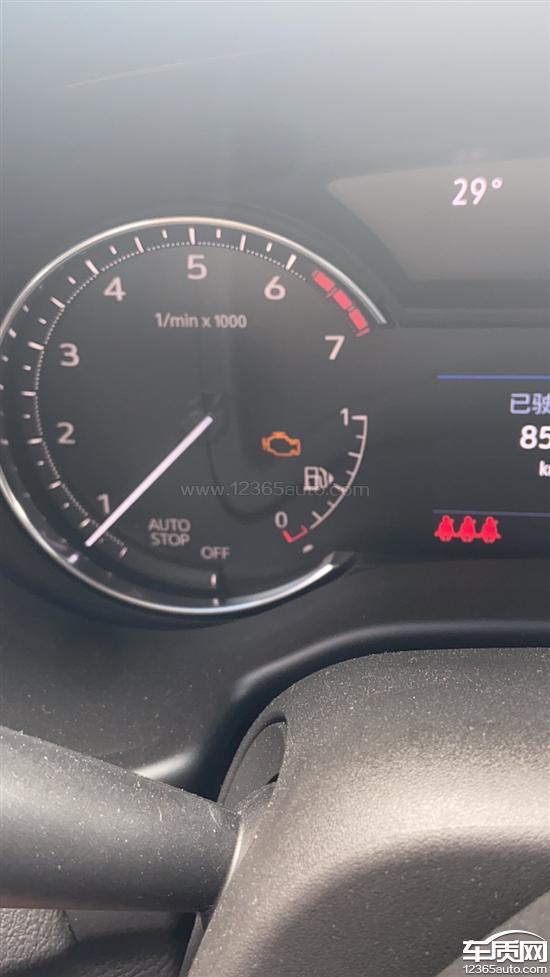 29°
5
4
6
1/min x 1000
3
7
2
1
已驶
85
km
www.12365auto.com
1
AUTO
STOP
OFF
0
车质网
12365auto.com